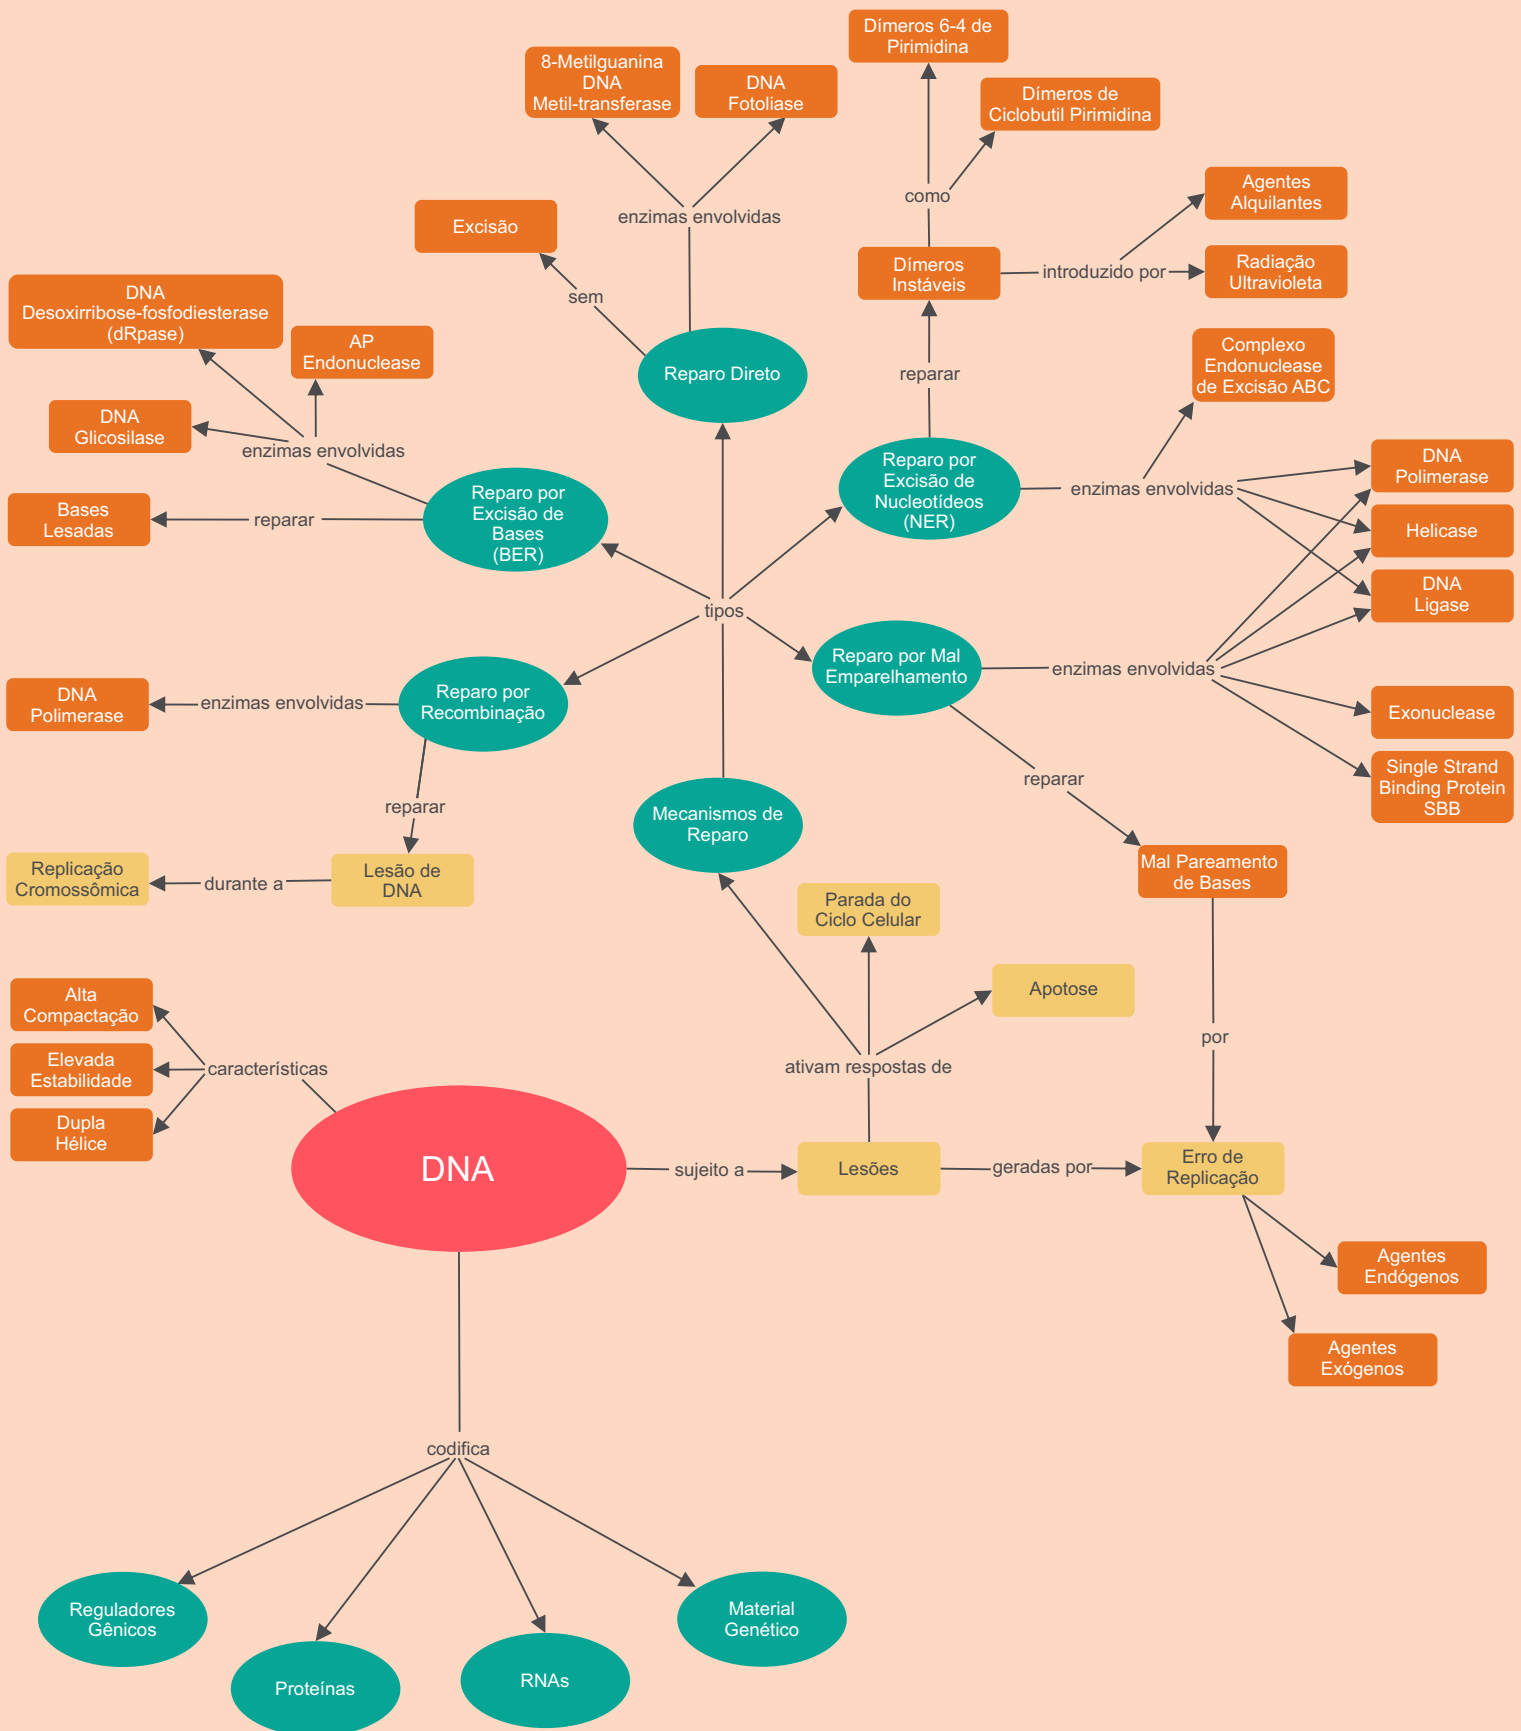 Dímeros 6-4 de
Pirimidina
8-Metilguanina
DNA
Metil-transferase
DNA
Fotoliase
Dímeros de
Ciclobutil Pirimidina
como
Agentes
Alquilantes
Excisão
enzimas envolvidas
sem
Dímeros
Instáveis
introduzido por
Radiação
Ultravioleta
DNA
Desoxirribose-fosfodiesterase
(dRpase)
AP
Endonuclease
Reparo Direto
reparar
Complexo
Endonuclease
de Excisão ABC
DNA
Glicosilase
enzimas envolvidas
Reparo por
Excisão de
Nucleotídeos
(NER)
enzimas envolvidas
DNA
Polimerase
Bases
Lesadas
reparar
Reparo por
Excisão de
Bases
(BER)
Helicase
DNA
Ligase
tipos
Reparo por Mal
Emparelhamento
enzimas envolvidas
DNA
Polimerase
enzimas envolvidas
Reparo por
Recombinação
Exonuclease
reparar
Single Strand
Binding Protein
SBB
reparar
Mecanismos de
Reparo
Replicação
Cromossômica
durante a
Lesão de
DNA
Mal Pareamento
de Bases
Parada do
Ciclo Celular
Apotose
Alta
Compactação
Elevada
Estabilidade
Dupla
Hélice
características
ativam respostas de
por
DNA
sujeito a
Lesões
geradas por
Erro de
Replicação
Agentes
Endógenos
Agentes
Exógenos
codifica
Reguladores
Gênicos
Proteínas
RNAs
Material
Genético